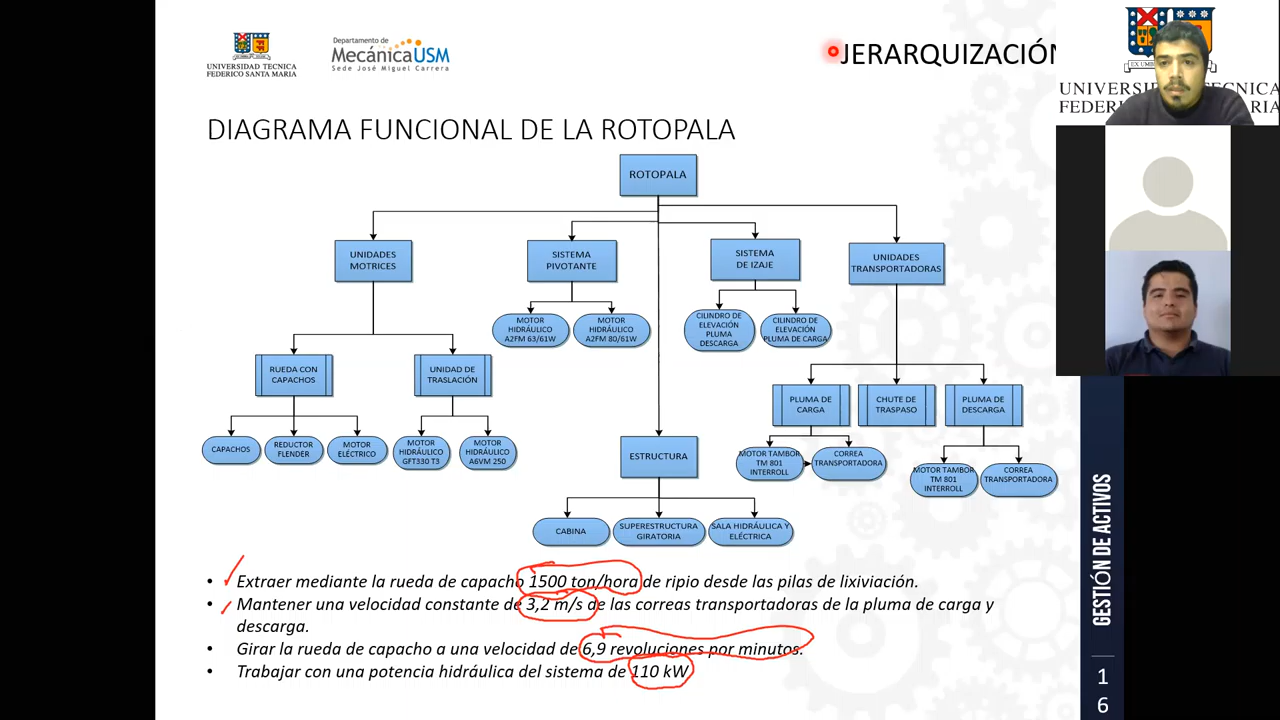 UNIVERSIDAD TECNICA
FEDERICO SANTA MARIA
Departamento de
MecánicaUSM
Sede José Miguel Carrera
JERARQUIZACIÓN
UNIVERSI
TECNICA
FEDERICO
MARIA
DIAGRAMA FUNCIONAL DE LA ROTOPALA
ROTOPALA
UNIDADES
MOTRICES
SISTEMA
PIVOTANTE
SISTEMA
DE IZAJE
UNIDADES
TRANSPORTADORAS
MOTOR
HIDRÁULICO
A2FM 63/61W
MOTOR
HIDRÁULICO
A2FM 80/61W
CILINDRO DE
ELEVACIÓN
PLUMA
DESCARGA
CILINDRO DE
ELEVACIÓN
PLUMA DE CARGA
RUEDA CON
CAPACHOS
UNIDAD DE
TRASLACIÓN
PLUMA DE
CARGA
CHUTE DE
TRASPASO
PLUMA DE
DESCARGA
CAPACHOS
REDUCTOR
FLENDER
MOTOR
ELÉCTRICO
MOTOR
HIDRÁULICO
GFT330 T3
MOTOR
HIDRÁULICO
A6VM 250
ESTRUCTURA
MOTOR TAMBOR
TM 801
INTERROLL
CORREA
TRANSPORTADORA
MOTOR TAMBOR
TM 801
INTERROLL
CORREA
TRANSPORTADORA
CABINA
SUPERESTRUCTURA
GIRATORIA
SALA HIDRÁULICA Y
ELÉCTRICA
• Extraer mediante la rueda de capacho 1500 ton/hora de ripio desde las pilas de lixiviación.
• Mantener una velocidad constante de 3,2 m/s de las correas transportadoras de la pluma de carga y
descarga.
• Girar la rueda de capacho a una velocidad de 6,9 revoluciones por minutos.
• Trabajar con una potencia hidráulica del sistema de 110 kW
GESTIÓN DE ACTIVOS
1
6